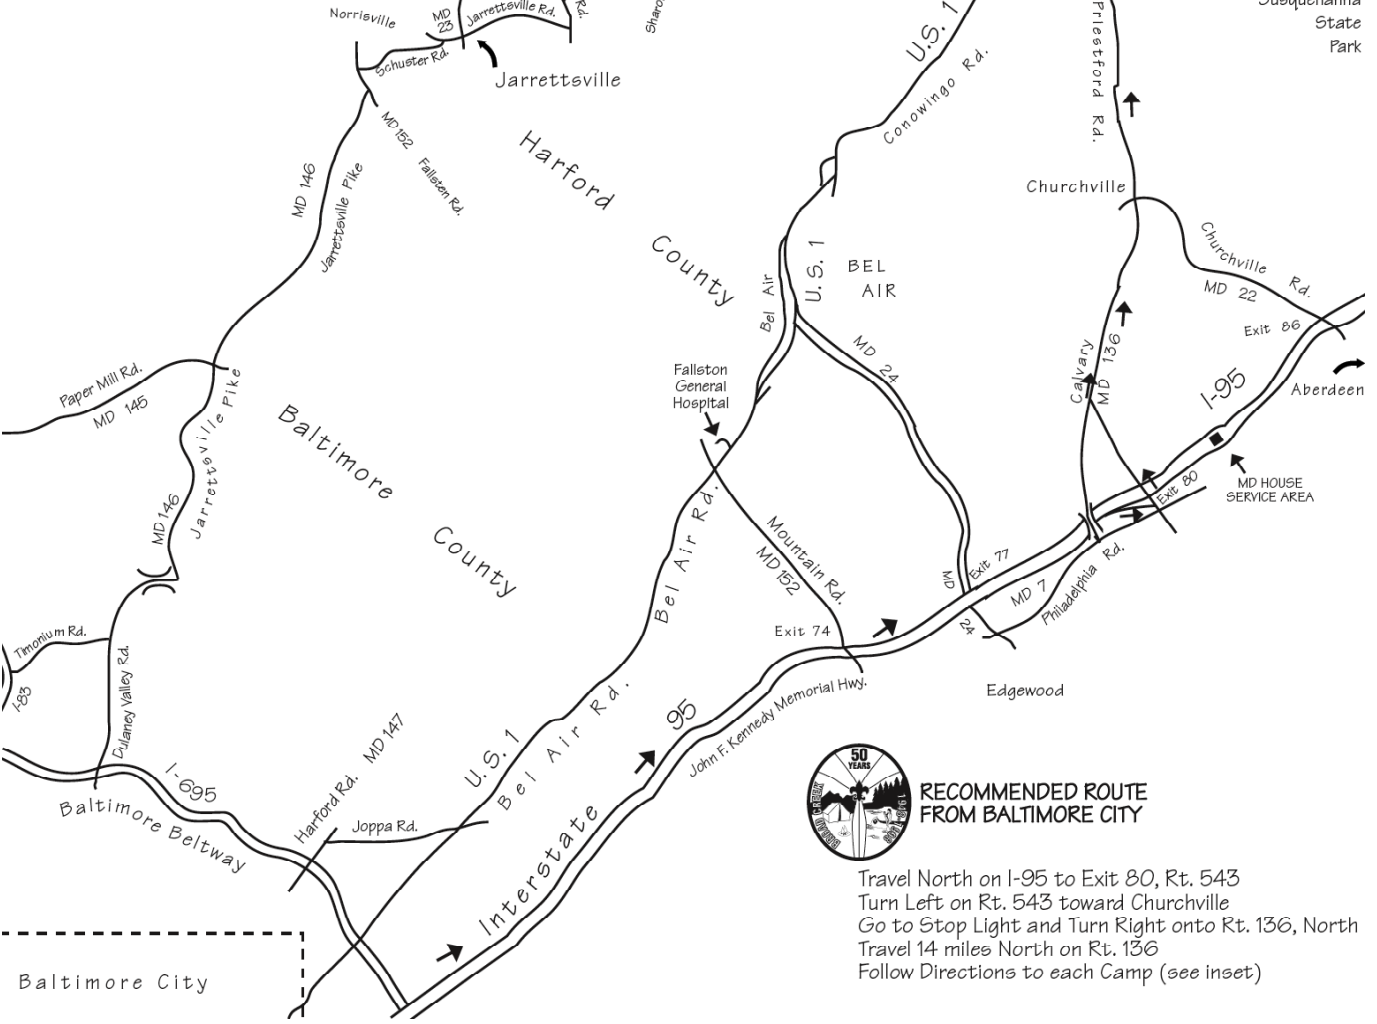 Norrisville
MD
23
Jarrettsville Rd.
Rd.
Schuster Rd.
Jarrettsville
U.S. 1
Conowingo Rd.
Priestford Rd.
State
Park
MD 152
Fallston Rd.
MD 146
Jarrettsville Pike
Harford
County
Churchville
Churchville Rd.
MD 22
Bel Air
U.S. 1
BEL
AIR
Exit 86
Aberdeen
MD 24
Calvary
MD 136
I-95
Paper Mill Rd.
MD 145
Fallston
General
Hospital
Jarrettsville Pike
MD 146
Baltimore
County
Bel Air Rd.
Mountain Rd.
MD 152
Exit 80
MD HOUSE
SERVICE AREA
MD
24
Exit 77
MD 7
Philadelphia Rd.
Exit 74
Timonium Rd.
I-83
Dulaney Valley Rd.
Edgewood
95
John F. Kennedy Memorial Hwy.
I-695
Baltimore Beltway
Harford Rd.
MD 147
Joppa Rd.
U.S. 1
Bel Air Rd.
Interstate
Baltimore City
50
YEARS
BROAD CREEK
RECOMMENDED ROUTE
FROM BALTIMORE CITY
Travel North on I-95 to Exit 80, Rt. 543
Turn Left on Rt. 543 toward Churchville
Go to Stop Light and Turn Right onto Rt. 136, North
Travel 14 miles North on Rt. 136
Follow Directions to each Camp (see inset)